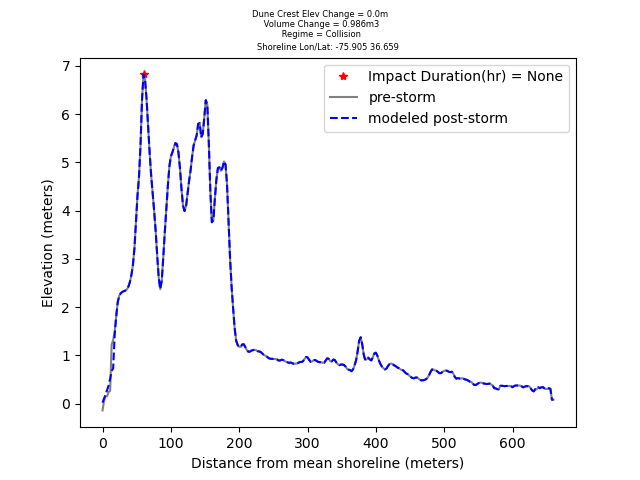 Dune Crest Elev Change = 0.0m
Volume Change = 0.986m3
Regime = Collision
Shoreline Lon/Lat: -75.905 36.659
Impact Duration(hr) = None
pre-storm
modeled post-storm
Elevation (meters)
7
6
5
4
3
2
1
0
0 100 200 300 400 500 600
Distance from mean shoreline (meters)